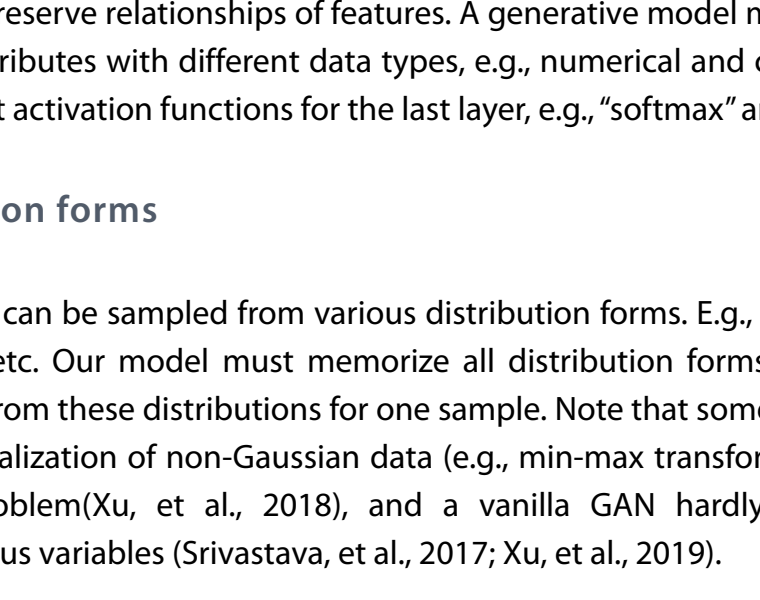 reserve relationships of features. A generative model
ributes with different data types, e.g., numerical and
t activation functions for the last layer, e.g., “softmax”
on forms
can be sampled from various distribution forms. E.g.,
etc. Our model must memorize all distribution forms
rom these distributions for one sample. Note that some
alization of non-Gaussian data (e.g., min-max transfor
oblem(Xu, et al., 2018), and a vanilla GAN hardly
us variables (Srivastava, et al., 2017; Xu, et al., 2019).